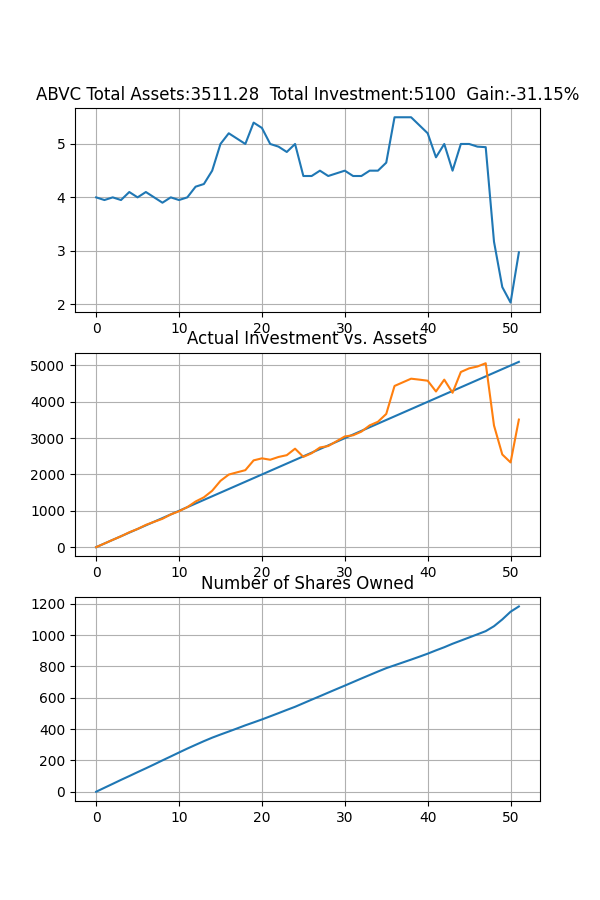 ABVC Total Assets:3511.28  Total Investment:5100  Gain:-31.15%
5
4
3
2
0 10 20 30 40 50
Actual Investment vs. Assets
5000
4000
3000
2000
1000
0
0 10 20 30 40 50
Number of Shares Owned
1200
1000
800
600
400
200
0
0 10 20 30 40 50